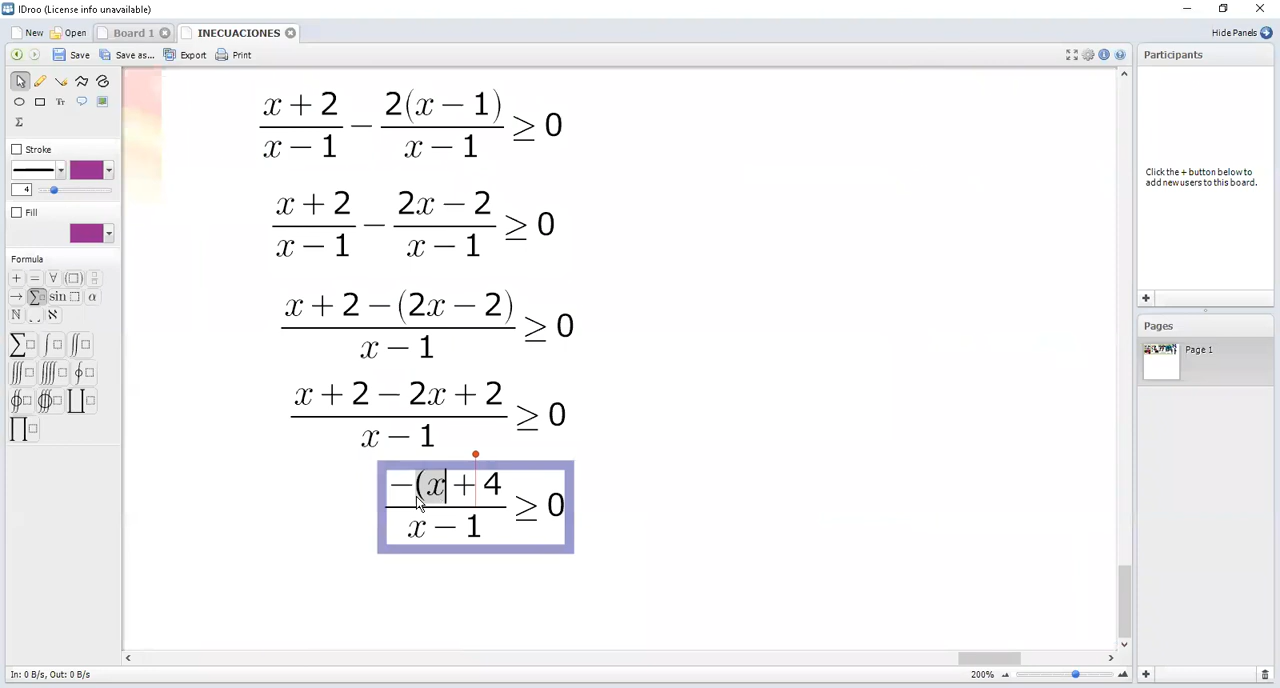 IDroo (License info unavailable)
New Open Board 1 INECUACIONES Hide Panels
Save Save as... Export Print
Participants
Click the + button below to
add new users to this board.
Pages
Page 1
Tr
Σ
Stroke
4
Fill
Formula
+ = ∀ (□)
→ Σ□ sin □ α
ℕ ℵ
∑□ ∫□ ∬□
∭□ ⨌□ ∮□
∯□ ∰□ ∐□
∏□
(x + 2)/(x − 1) − 2(x − 1)/(x − 1) ≥ 0
(x + 2)/(x − 1) − (2x − 2)/(x − 1) ≥ 0
(x + 2 − (2x − 2))/(x − 1) ≥ 0
(x + 2 − 2x + 2)/(x − 1) ≥ 0
−(x + 4/x − 1 ≥ 0
In: 0 B/s, Out: 0 B/s
200%